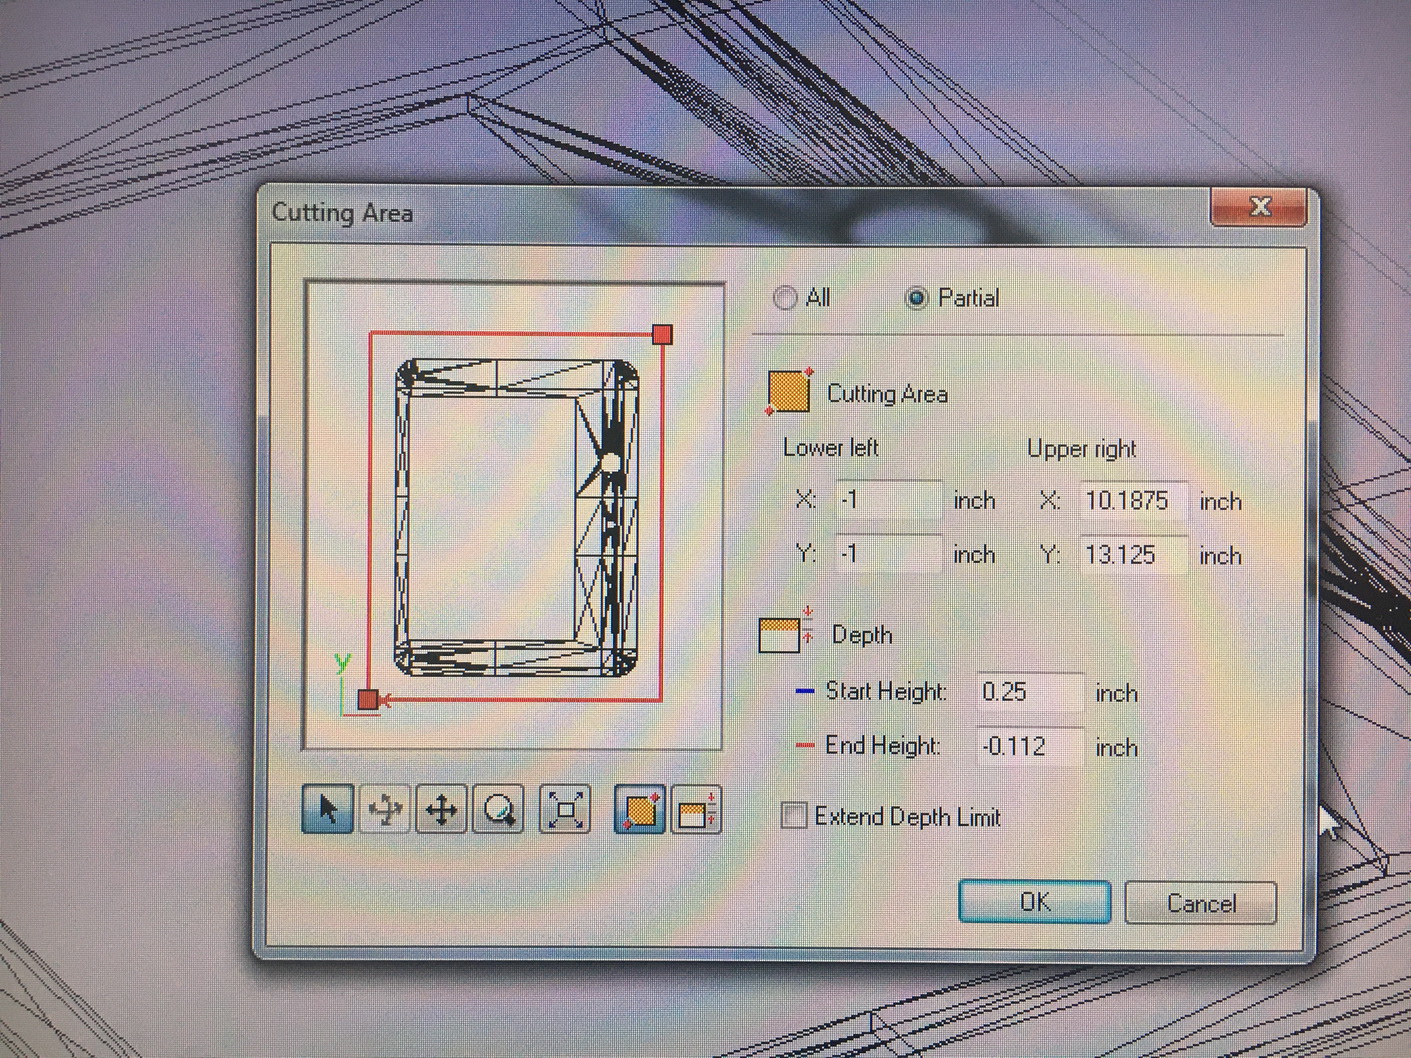 Cutting Area
All Partial
Cutting Area
Lower left Upper right
X: -1 inch X: 10.1875 inch
Y: -1 inch Y: 13.125 inch
Depth
Start Height: 0.25 inch
End Height: -0.112 inch
Extend Depth Limit
OK Cancel
y
x